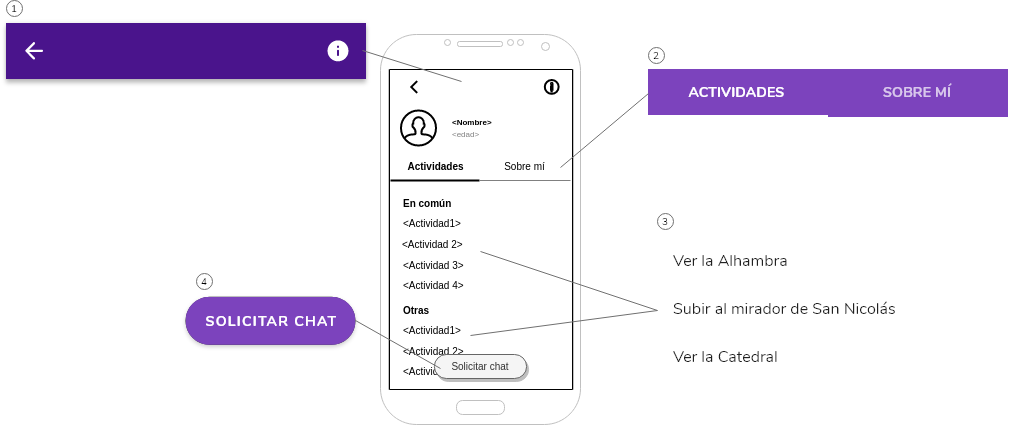 1
2
ACTIVIDADES SOBRE MÍ
<Nombre>
<edad>
Actividades Sobre mí
En común
<Actividad1>
<Actividad 2>
<Actividad 3>
<Actividad 4>
Otras
<Actividad1>
<Actividad 2>
<Activid
Solicitar chat
3
Ver la Alhambra
Subir al mirador de San Nicolás
Ver la Catedral
4
SOLICITAR CHAT